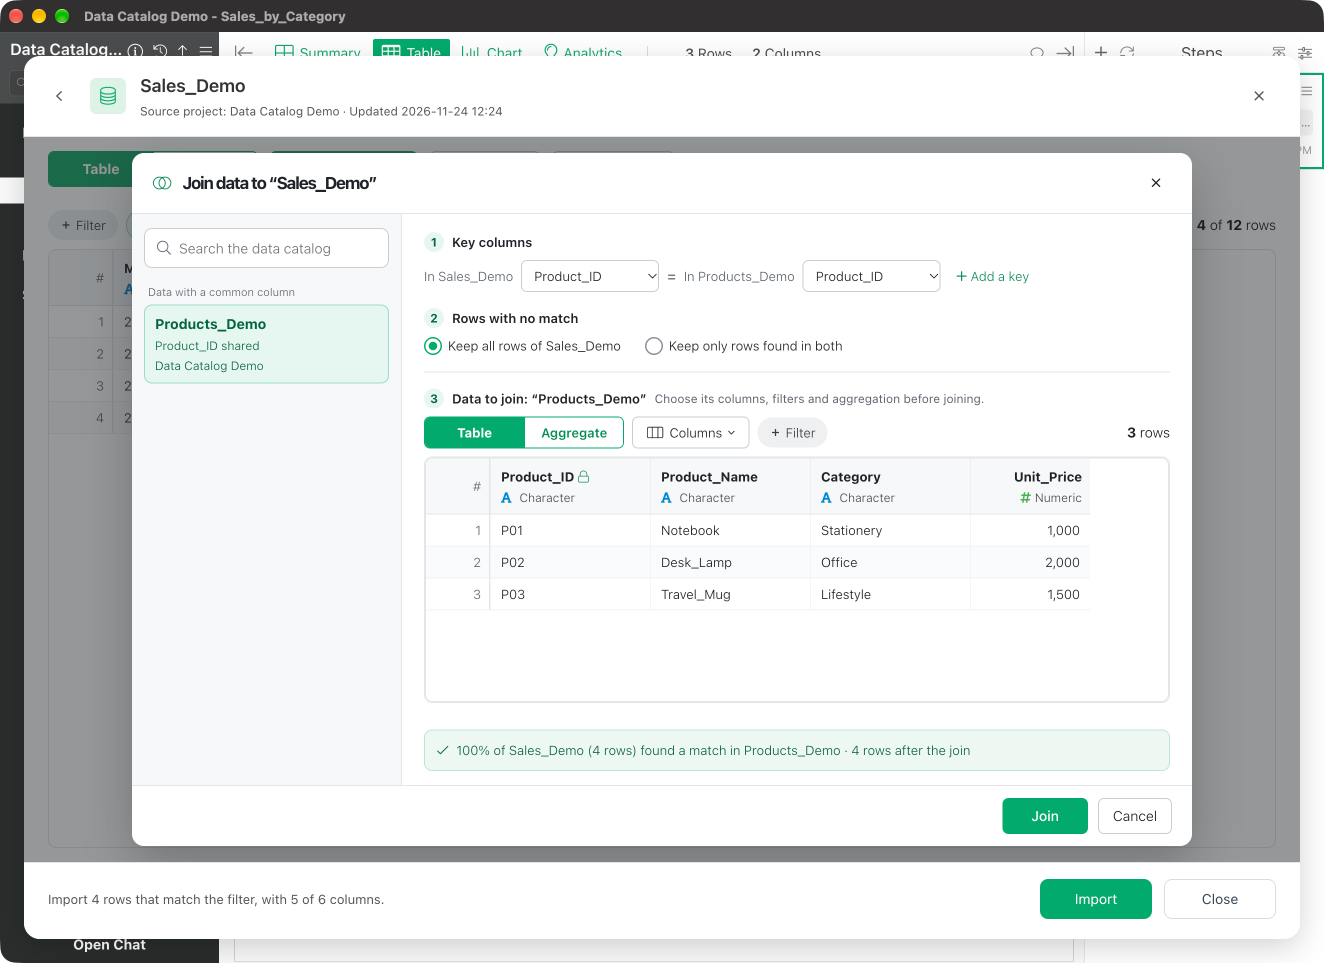 Data Catalog Demo - Sales_by_Category
Data Catalog...
Summary
Table
Chart
Analytics
3 Rows
2 Columns
Steps
Sales_Demo
Source project: Data Catalog Demo · Updated 2026-11-24 12:24
Table
+ Filter
4 of 12 rows
#
1
2
3
4
Join data to “Sales_Demo”
Search the data catalog
Data with a common column
Products_Demo
Product_ID shared
Data Catalog Demo
1 Key columns
In Sales_Demo Product_ID = In Products_Demo Product_ID + Add a key
2 Rows with no match
Keep all rows of Sales_Demo Keep only rows found in both
3 Data to join: “Products_Demo” Choose its columns, filters and aggregation before joining.
Table Aggregate Columns + Filter 3 rows
# Product_ID Product_Name Category Unit_Price
A Character A Character A Character # Numeric
1 P01 Notebook Stationery 1,000
2 P02 Desk_Lamp Office 2,000
3 P03 Travel_Mug Lifestyle 1,500
100% of Sales_Demo (4 rows) found a match in Products_Demo · 4 rows after the join
Join Cancel
Import 4 rows that match the filter, with 5 of 6 columns.
Import Close
Open Chat